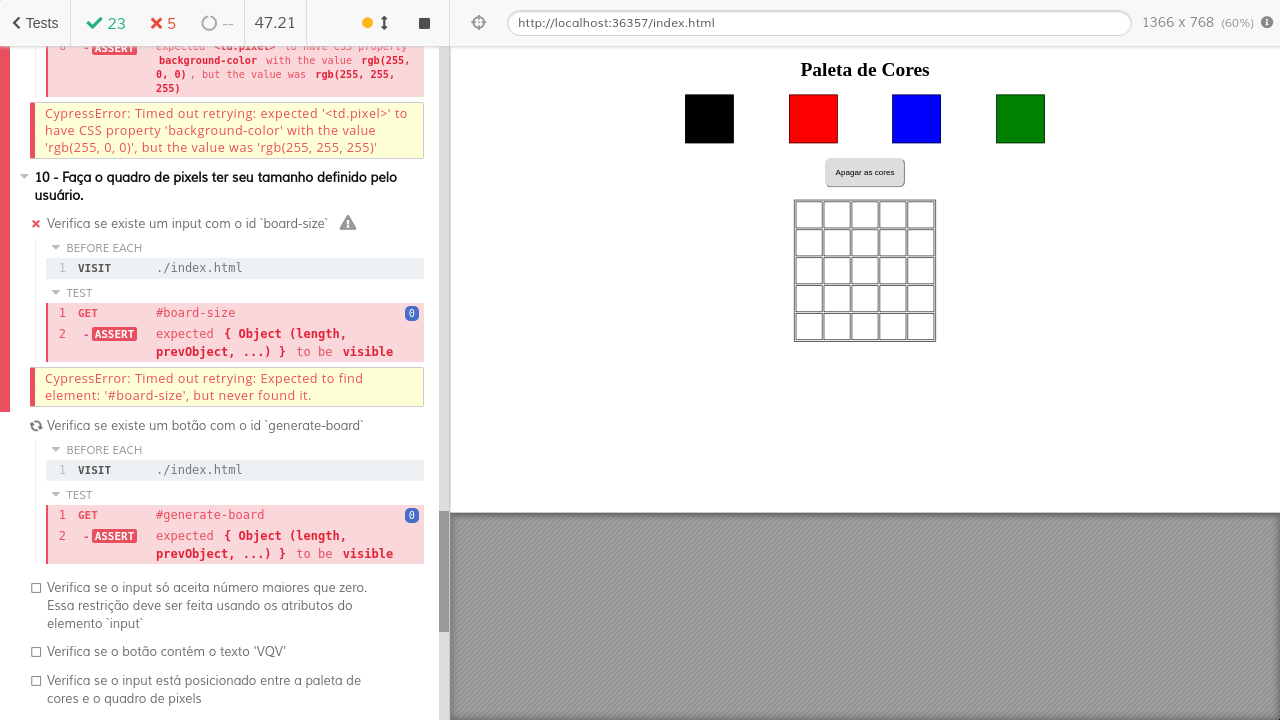 Tests
23
5
--
47.21
http://localhost:36357/index.html
1366 x 768 (60%)
6 -ASSERT expected <td.pixel> to have CSS property
background-color with the value rgb(255,
0, 0), but the value was rgb(255, 255,
255)
CypressError: Timed out retrying: expected '<td.pixel>' to
have CSS property 'background-color' with the value
'rgb(255, 0, 0)', but the value was 'rgb(255, 255, 255)'
10 - Faça o quadro de pixels ter seu tamanho definido pelo
usuário.
Verifica se existe um input com o id `board-size`
BEFORE EACH
1 VISIT ./index.html
TEST
1 GET #board-size 0
2 -ASSERT expected { Object (length,
prevObject, ...) } to be visible
CypressError: Timed out retrying: Expected to find
element: '#board-size', but never found it.
Verifica se existe um botão com o id `generate-board`
BEFORE EACH
1 VISIT ./index.html
TEST
1 GET #generate-board 0
2 -ASSERT expected { Object (length,
prevObject, ...) } to be visible
Verifica se o input só aceita número maiores que zero.
Essa restrição deve ser feita usando os atributos do
elemento `input`
Verifica se o botão contém o texto 'VQV'
Verifica se o input está posicionado entre a paleta de
cores e o quadro de pixels
Paleta de Cores
Apagar as cores